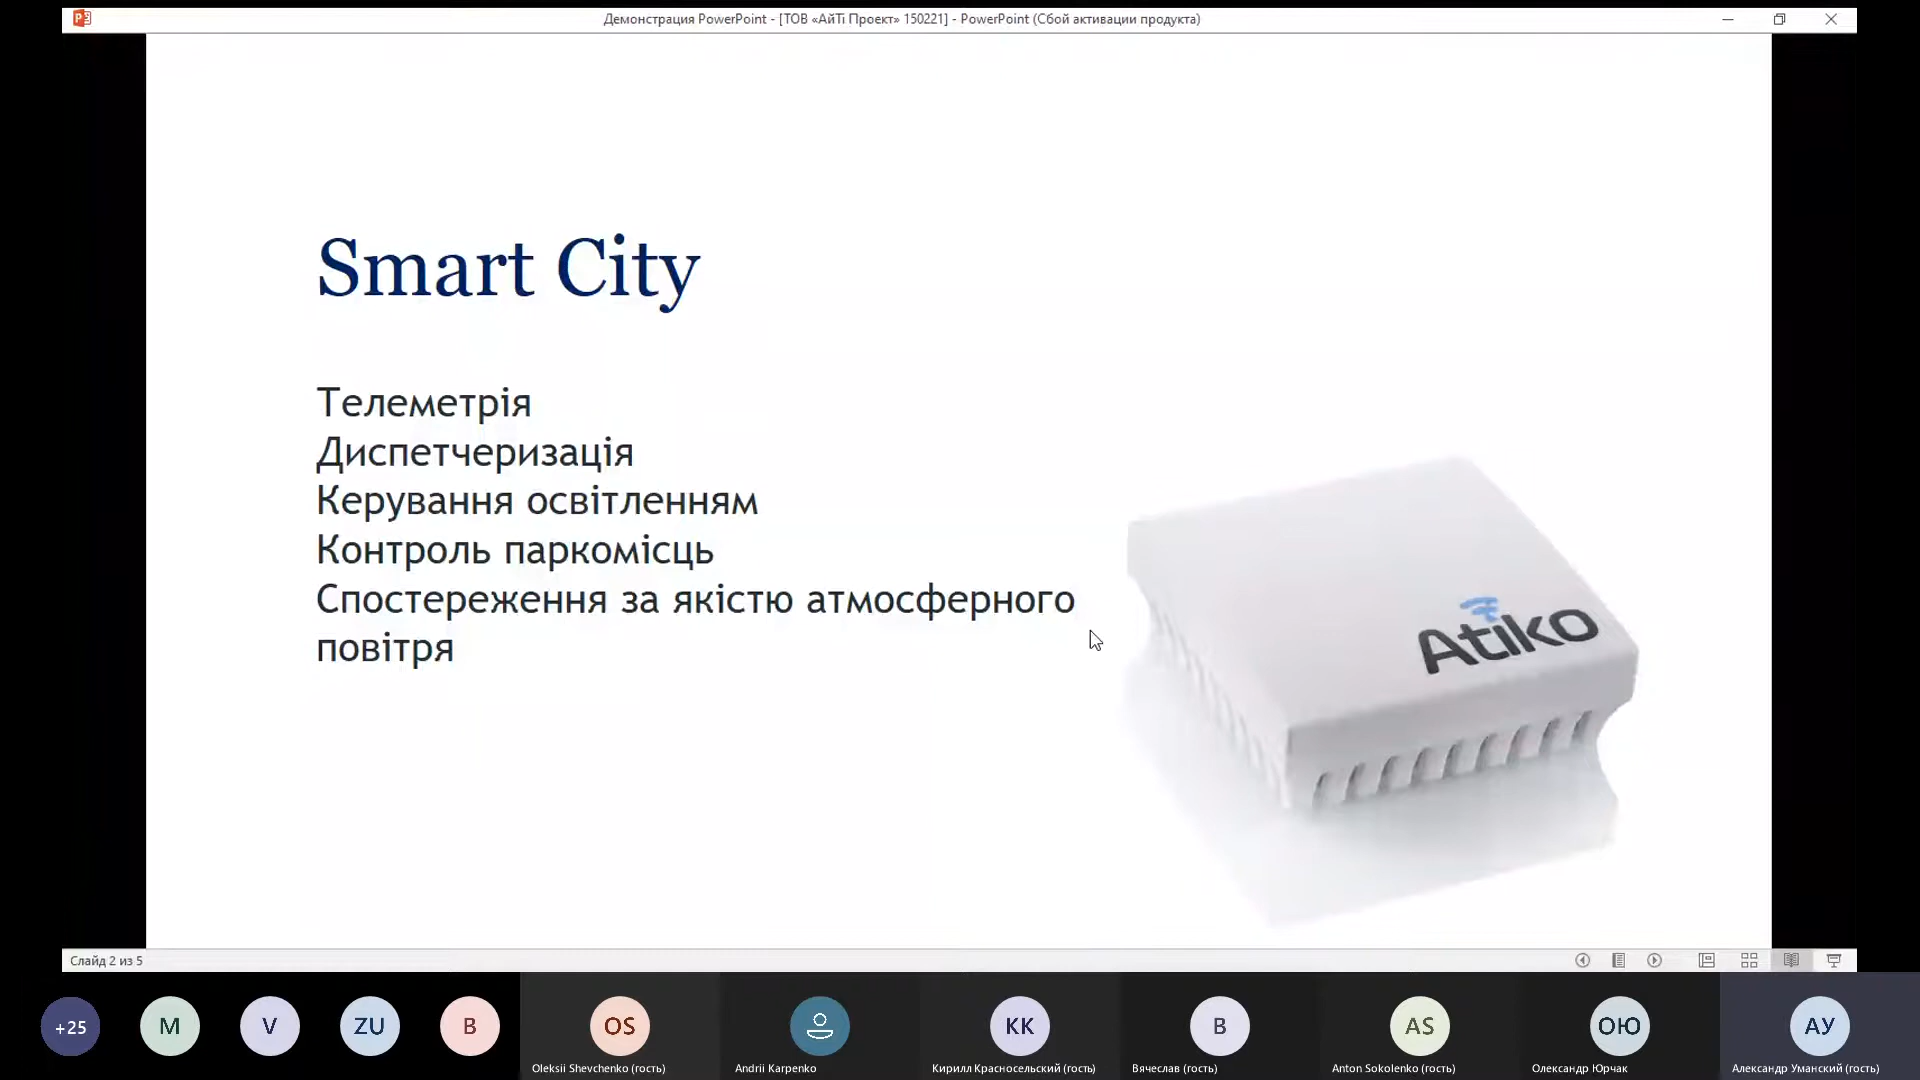 Демонстрация PowerPoint - [ТОВ «АйТі Проект» 150221] - PowerPoint (Сбой активации продукта)
Smart City
Телеметрія
Диспетчеризація
Керування освітленням
Контроль паркомісць
Спостереження за якістю атмосферного
повітря
Atiko
Слайд 2 из 5
+25
M
V
ZU
B
OS
KK
B
AS
ОЮ
АУ
Oleksii Shevchenko (гость)
Andrii Karpenko
Кирилл Красносельский (гость)
Вячеслав (гость)
Anton Sokolenko (гость)
Олександр Юрчак
Александр Уманский (гость)